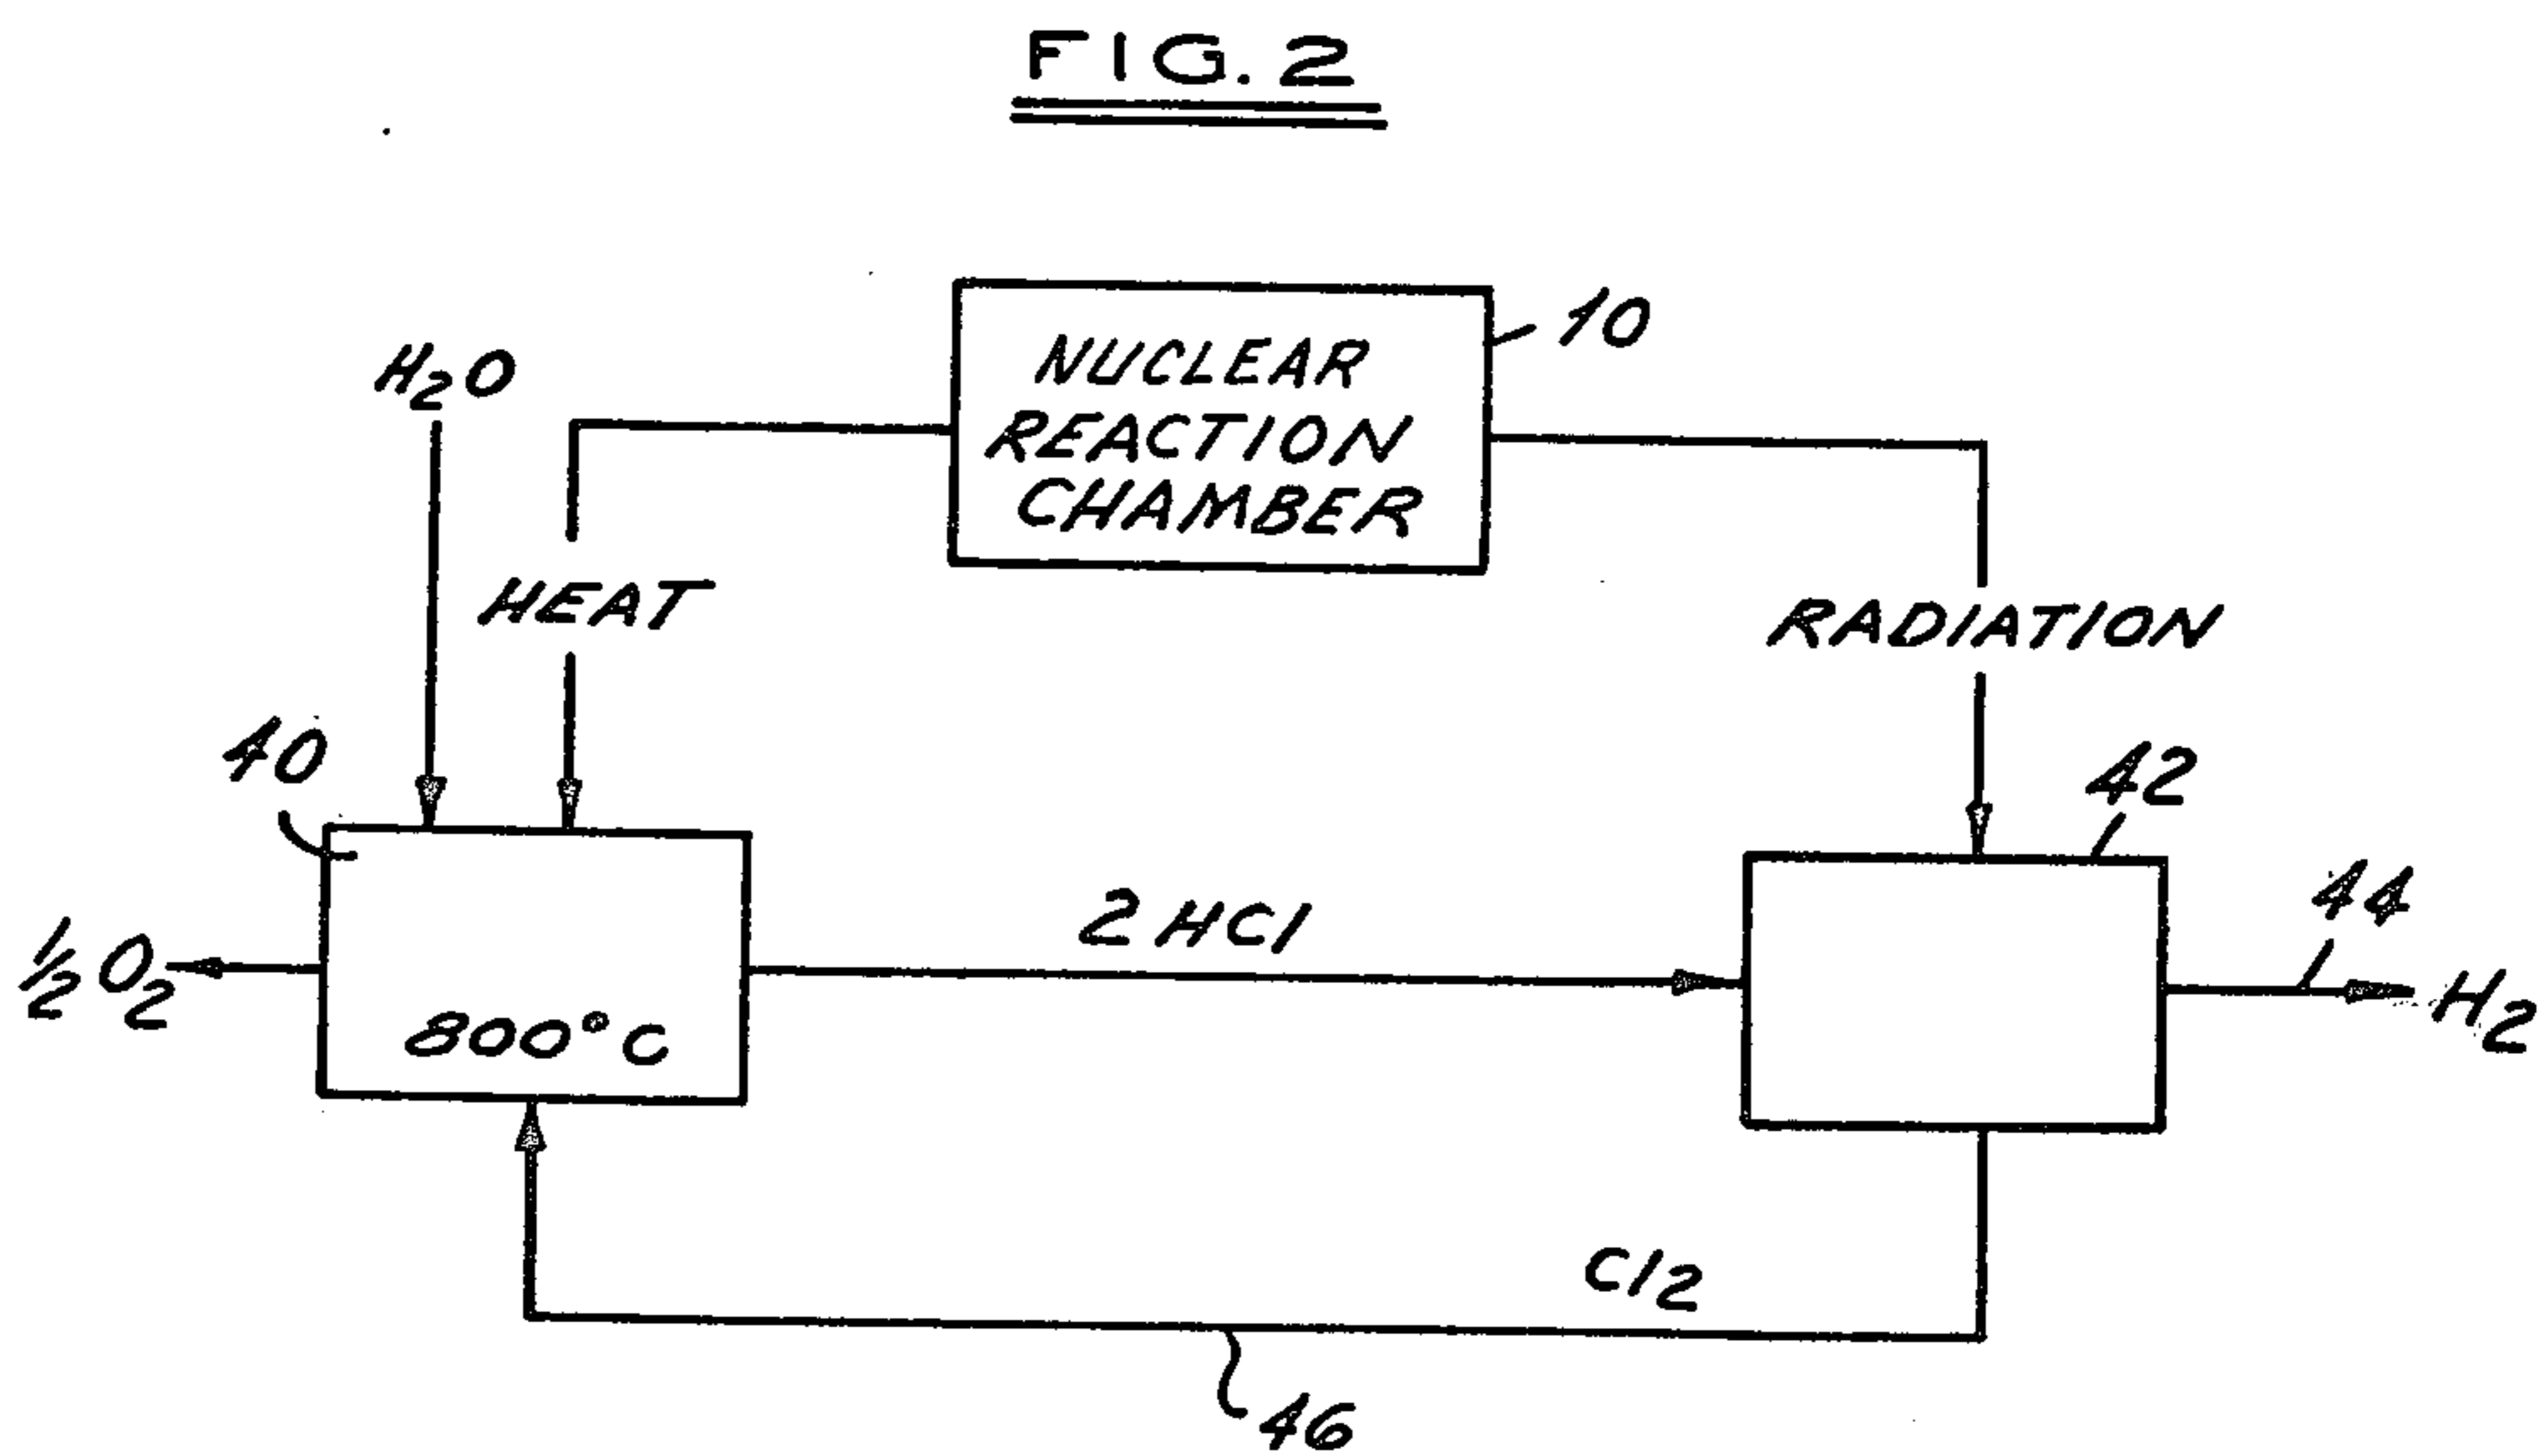 FIG. 2
H₂O
NUCLEAR
REACTION
CHAMBER
10
HEAT
RADIATION
40
42
44
½ O₂
800°C
2 HCl
H₂
Cl₂
46